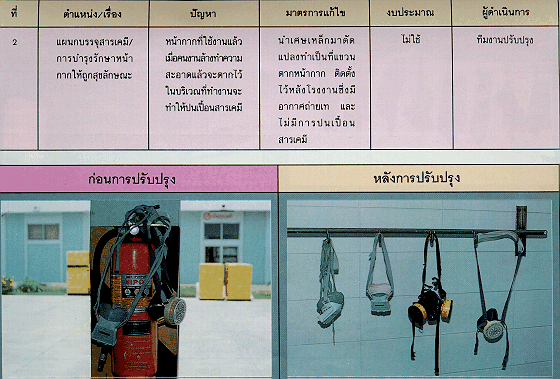 ที่ ตำแหน่ง/เรื่อง ปัญหา มาตรการแก้ไข งบประมาณ ผู้ดำเนินการ
2
แผนกบรรจุสารเคมี/
การบำรุงรักษาหน้า
กากให้ถูกสุขลักษณะ
หน้ากากที่ใช้งานแล้ว
เมื่อคนงานล้างทำความ
สะอาดแล้วจะตากไว้
ในบริเวณที่ทำงานจะ
ทำให้ปนเปื้อนสารเคมี
นำเศษเหล็กมาดัด
แปลงทำเป็นที่แขวน
ตากหน้ากาก ติดตั้ง
ไว้หลังโรงงานซึ่งมี
อากาศถ่ายเท และ
ไม่มีการปนเปื้อน
สารเคมี
ไม่ใช้
ทีมงานปรับปรุง
ก่อนการปรับปรุง
หลังการปรับปรุง